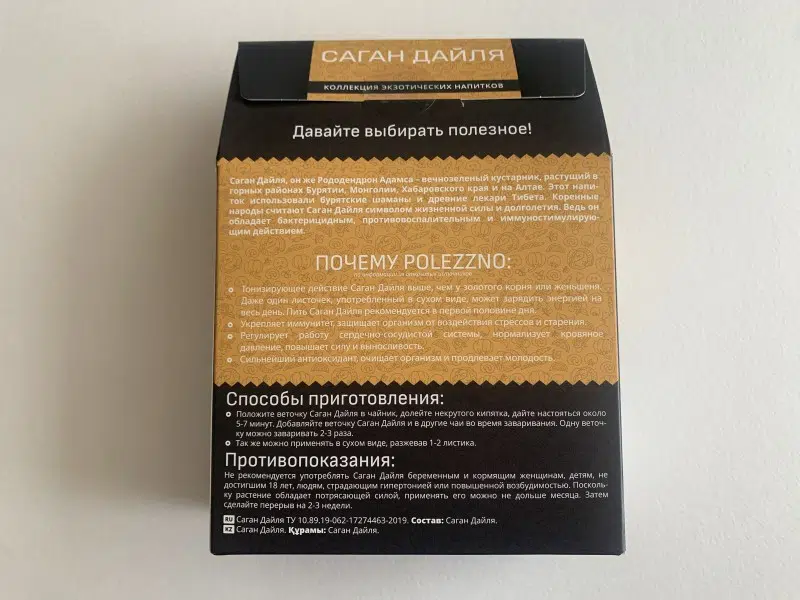 САГАН ДАЙЛЯ
КОЛЛЕКЦИЯ ЭКЗОТИЧЕСКИХ НАПИТКОВ
Давайте выбирать полезное!
Саган Дайля, он же Рододендрон Адамса - вечнозеленый кустарник, растущий в
горных районах Бурятии, Монголии, Хабаровского края и на Алтае. Этот напи-
ток использовали бурятские шаманы и древние лекари Тибета. Коренные
народы считают Саган Дайля символом жизненной силы и долголетия. Ведь он
обладает бактерицидным, противовоспалительным и иммуностимулирую-
щим действием.
ПОЧЕМУ POLEZZNO:
Тонизирующее действие Саган Дайля выше, чем у золотого корня или женьшеня.
Даже один листочек, употребленный в сухом виде, может зарядить энергией на
весь день. Пить Саган Дайля рекомендуется в первой половине дня.
Укрепляет иммунитет, защищает организм от воздействия стрессов и старения.
Регулирует работу сердечно-сосудистой системы, нормализует кровяное
давление, повышает силу и выносливость.
Сильнейший антиоксидант, очищает организм и продлевает молодость.
Способы приготовления:
Положите веточку Саган Дайля в чайник, долейте некрутого кипятка, дайте настояться около
5-7 минут. Добавляйте веточку Саган Дайля и в другие чаи во время заваривания. Одну веточ-
ку можно заваривать 2-3 раза.
Так же можно применять в сухом виде, разжевав 1-2 листика.
Противопоказания:
Не рекомендуется употреблять Саган Дайля беременным и кормящим женщинам, детям, не
достигшим 18 лет, людям, страдающим гипертонией или повышенной возбудимостью. Посколь-
ку растение обладает потрясающей силой, применять его можно не дольше месяца. Затем
сделайте перерыв на 2-3 недели.
RU Саган Дайля ТУ 10.89.19-062-17274463-2019. Состав: Саган Дайля.
KZ Саган Дайля. Құрамы: Саган Дайля.